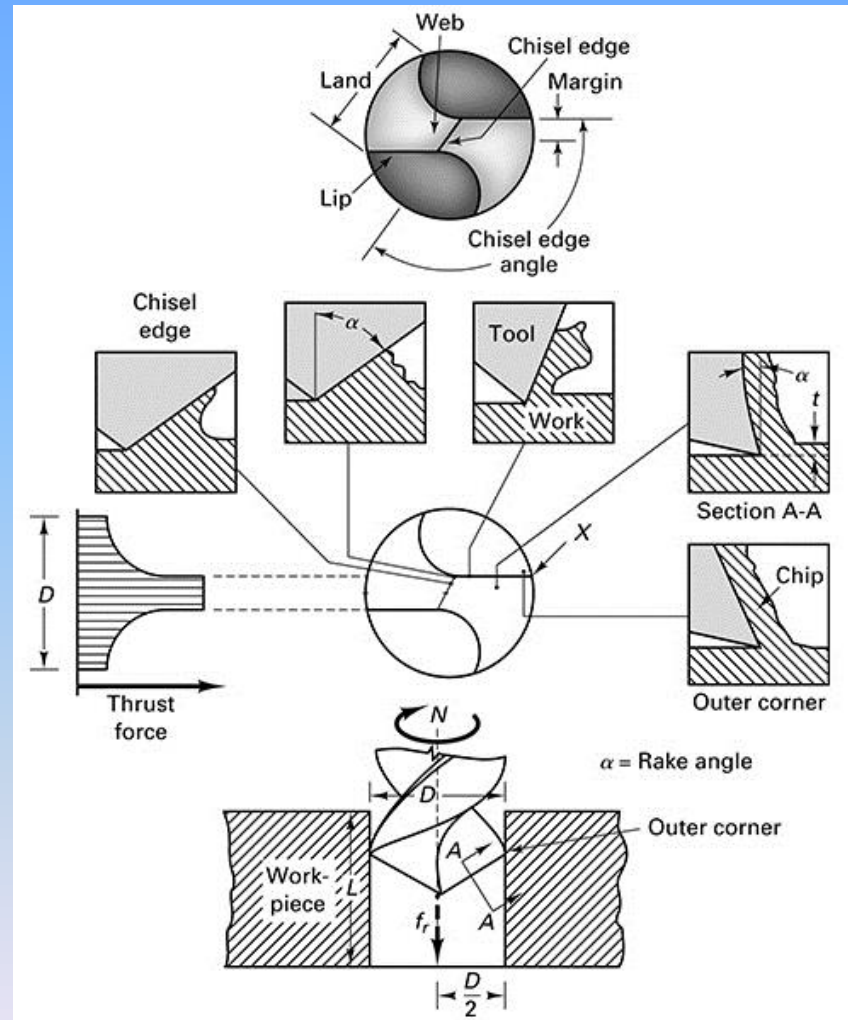 Web
Chisel edge
Land
Margin
Lip
Chisel edge
angle
Chisel
edge
α
Tool
Work
α
t
Section A-A
X
D
Chip
Thrust
force
Outer corner
N
α = Rake angle
D
Outer corner
A
Work-
piece
L
A
fr
D
2